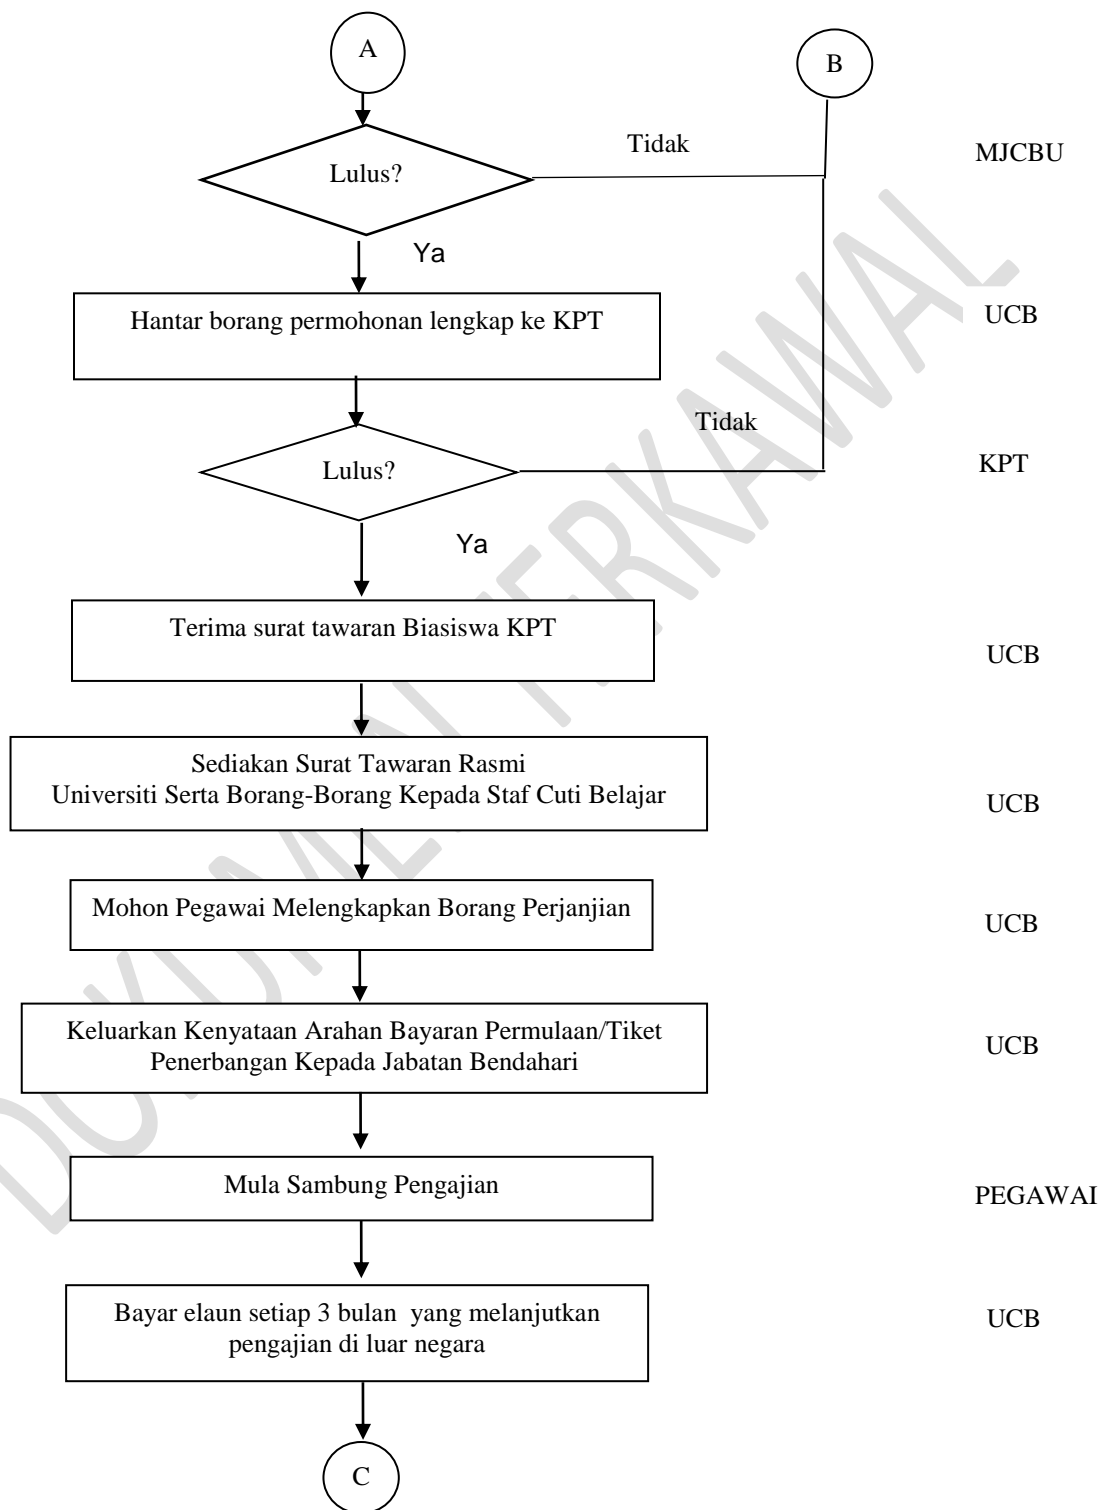 A
B
Lulus?
Tidak
MJCBU
Ya
Hantar borang permohonan lengkap ke KPT
UCB
Tidak
Lulus?
KPT
Ya
Terima surat tawaran Biasiswa KPT
UCB
Sediakan Surat Tawaran Rasmi
Universiti Serta Borang-Borang Kepada Staf Cuti Belajar
UCB
Mohon Pegawai Melengkapkan Borang Perjanjian
UCB
Keluarkan Kenyataan Arahan Bayaran Permulaan/Tiket
Penerbangan Kepada Jabatan Bendahari
UCB
Mula Sambung Pengajian
PEGAWAI
Bayar elaun setiap 3 bulan  yang melanjutkan
pengajian di luar negara
UCB
C
DOKUMEN TERKAWAL